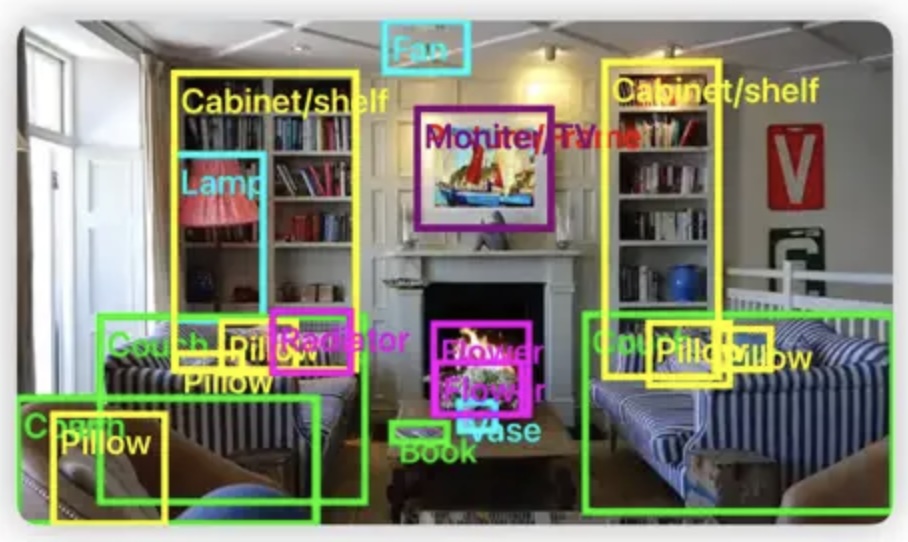 Fan
Cabinet/shelf
Cabinet/shelf
Monitor/TV
Lamp
V
G
Couch
Pillow
Radiator
Flower
Couch
Pillow
Pillow
Pillow
Flower
Couch
Pillow
Vase
Book